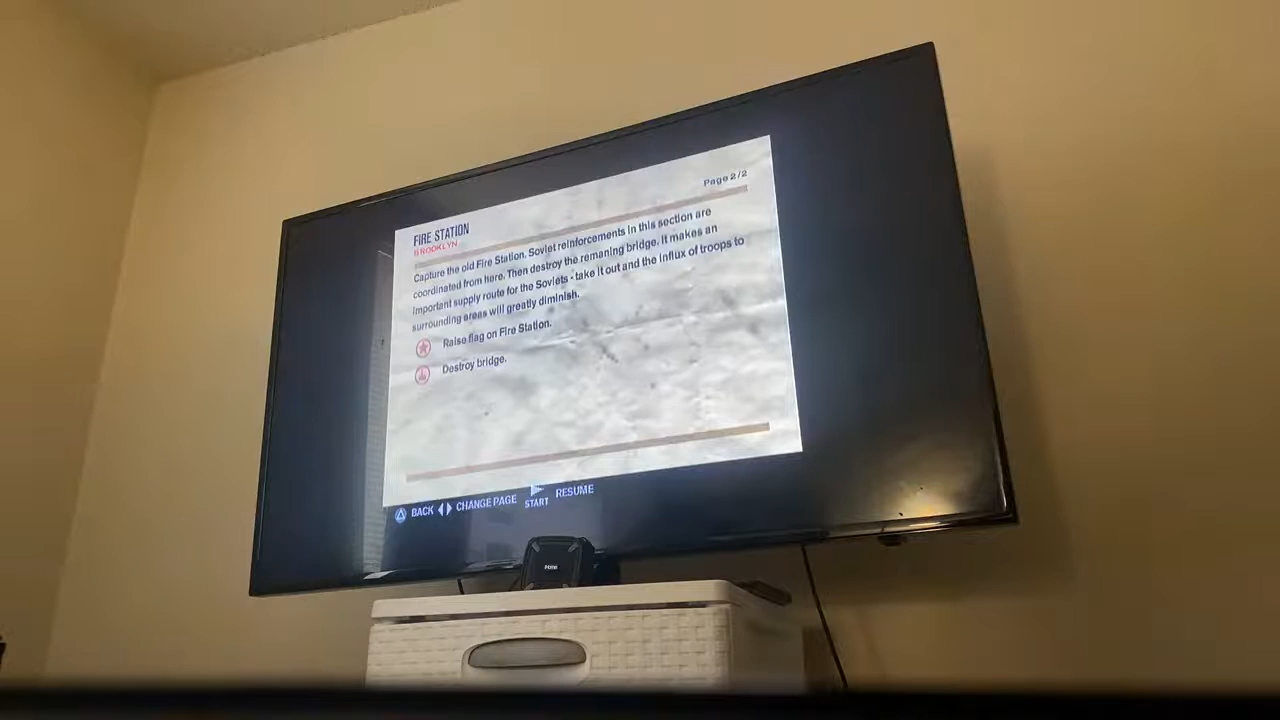 Page 2/2
FIRE STATION
BROOKLYN
Capture the old Fire Station. Soviet reinforcements in this section are
coordinated from here. Then destroy the remaning bridge. It makes an
important supply route for the Soviets - take it out and the influx of troops to
surrounding areas will greatly diminish.
Raise flag on Fire Station.
Destroy bridge.
BACK CHANGE PAGE START RESUME
iHome